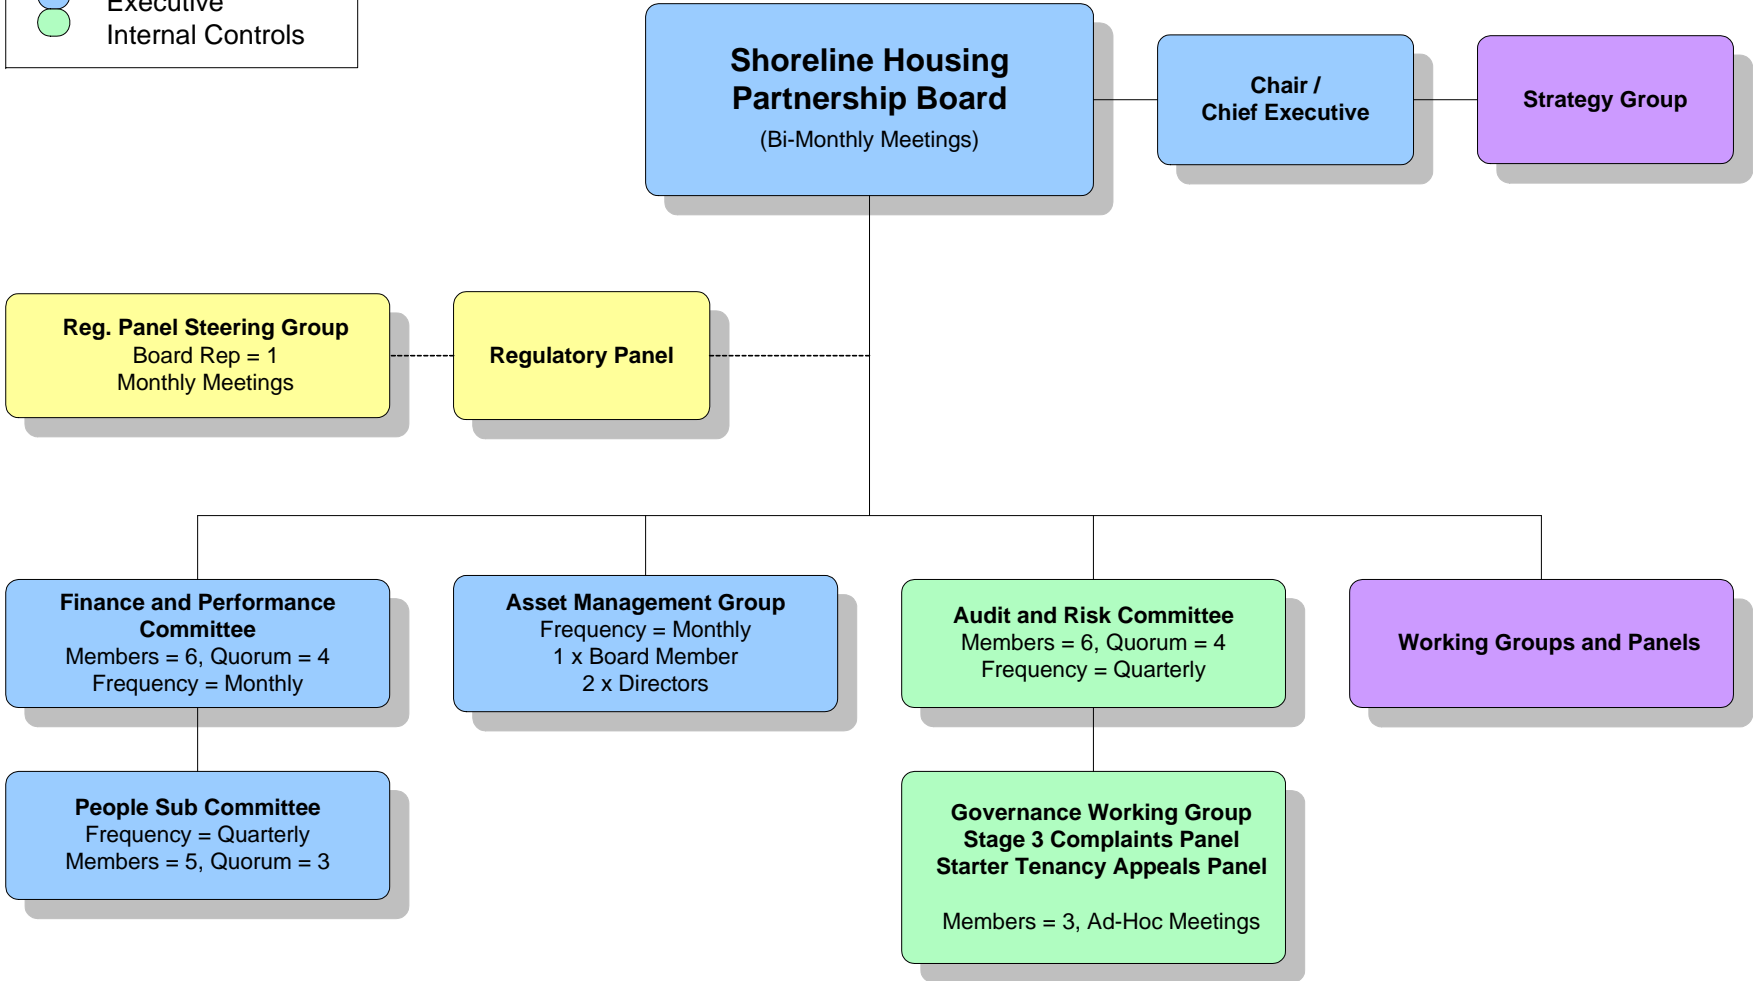 Executive
Internal Controls
Shoreline Housing
Partnership Board
(Bi-Monthly Meetings)
Chair /
Chief Executive
Strategy Group
Reg. Panel Steering Group
Board Rep = 1
Monthly Meetings
Regulatory Panel
Finance and Performance
Committee
Members = 6, Quorum = 4
Frequency = Monthly
Asset Management Group
Frequency = Monthly
1 x Board Member
2 x Directors
Audit and Risk Committee
Members = 6, Quorum = 4
Frequency = Quarterly
Working Groups and Panels
People Sub Committee
Frequency = Quarterly
Members = 5, Quorum = 3
Governance Working Group
Stage 3 Complaints Panel
Starter Tenancy Appeals Panel
Members = 3, Ad-Hoc Meetings